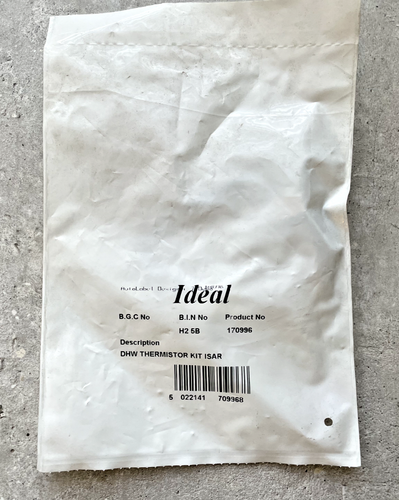 Ideal
B.G.C No B.I.N No Product No
H2 5B 170996
Description
DHW THERMISTOR KIT ISAR
5 022141 709968